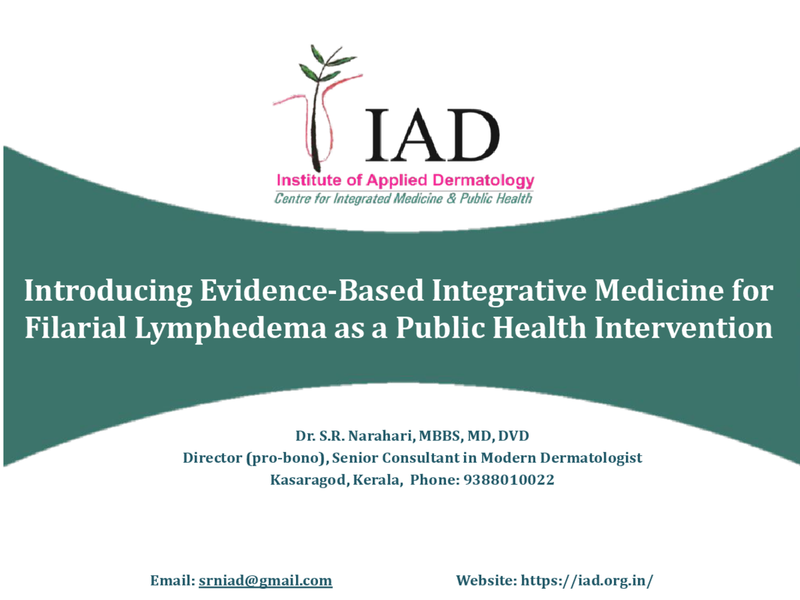 IAD
Institute of Applied Dermatology
Centre for Integrated Medicine & Public Health
Introducing Evidence-Based Integrative Medicine for
Filarial Lymphedema as a Public Health Intervention
Dr. S.R. Narahari, MBBS, MD, DVD
Director (pro-bono), Senior Consultant in Modern Dermatologist
Kasaragod, Kerala, Phone: 9388010022
Email: srniad@gmail.com Website: https://iad.org.in/